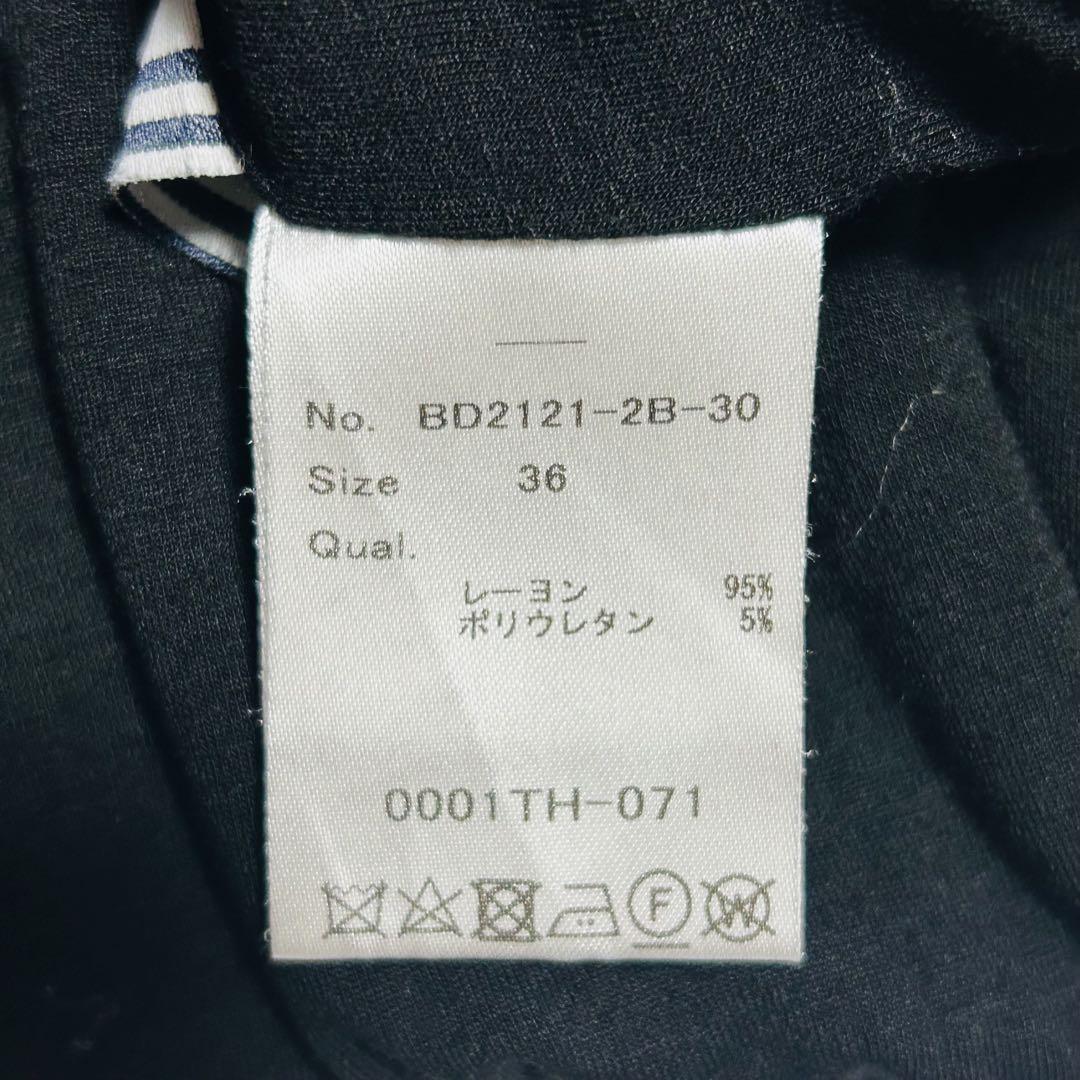 No. BD2121-2B-30
Size 36
Qual.
レーヨン 95%
ポリウレタン 5%
0001TH-071
F W